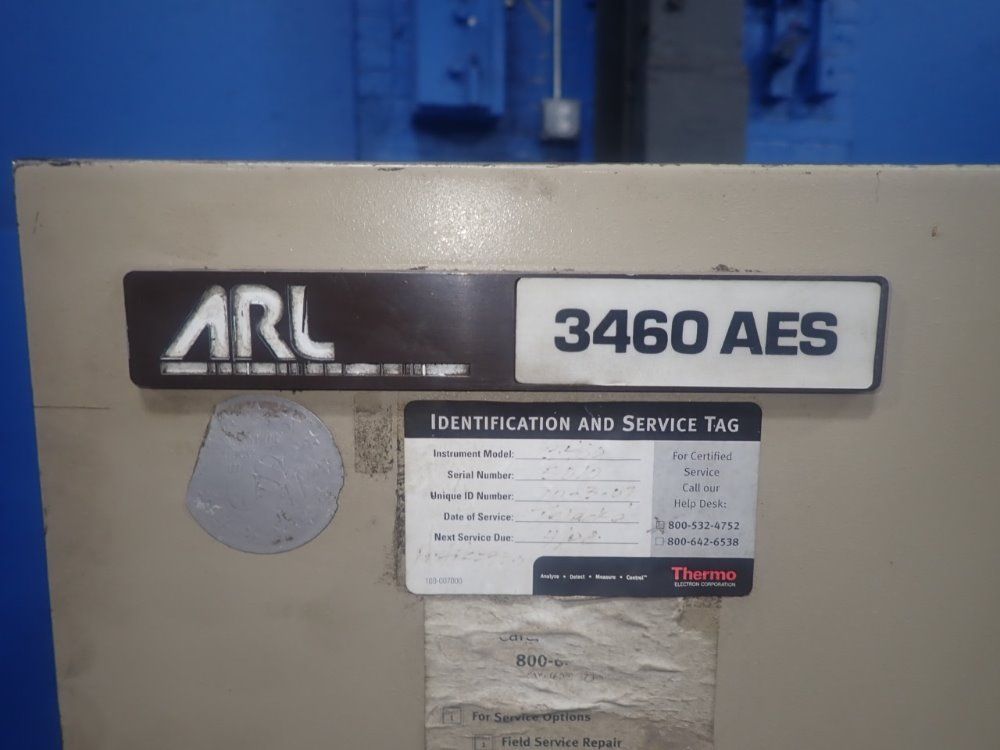 ARL
3460 AES
IDENTIFICATION AND SERVICE TAG
Instrument Model:
Serial Number:
Unique ID Number:
Date of Service:
Next Service Due:
For Certified
Service
Call our
Help Desk:
800-532-4752
800-642-6538
Analyze • Detect • Measure • Control™
Thermo
ELECTRON CORPORATION
800-6
For Service Options
Field Service Repair